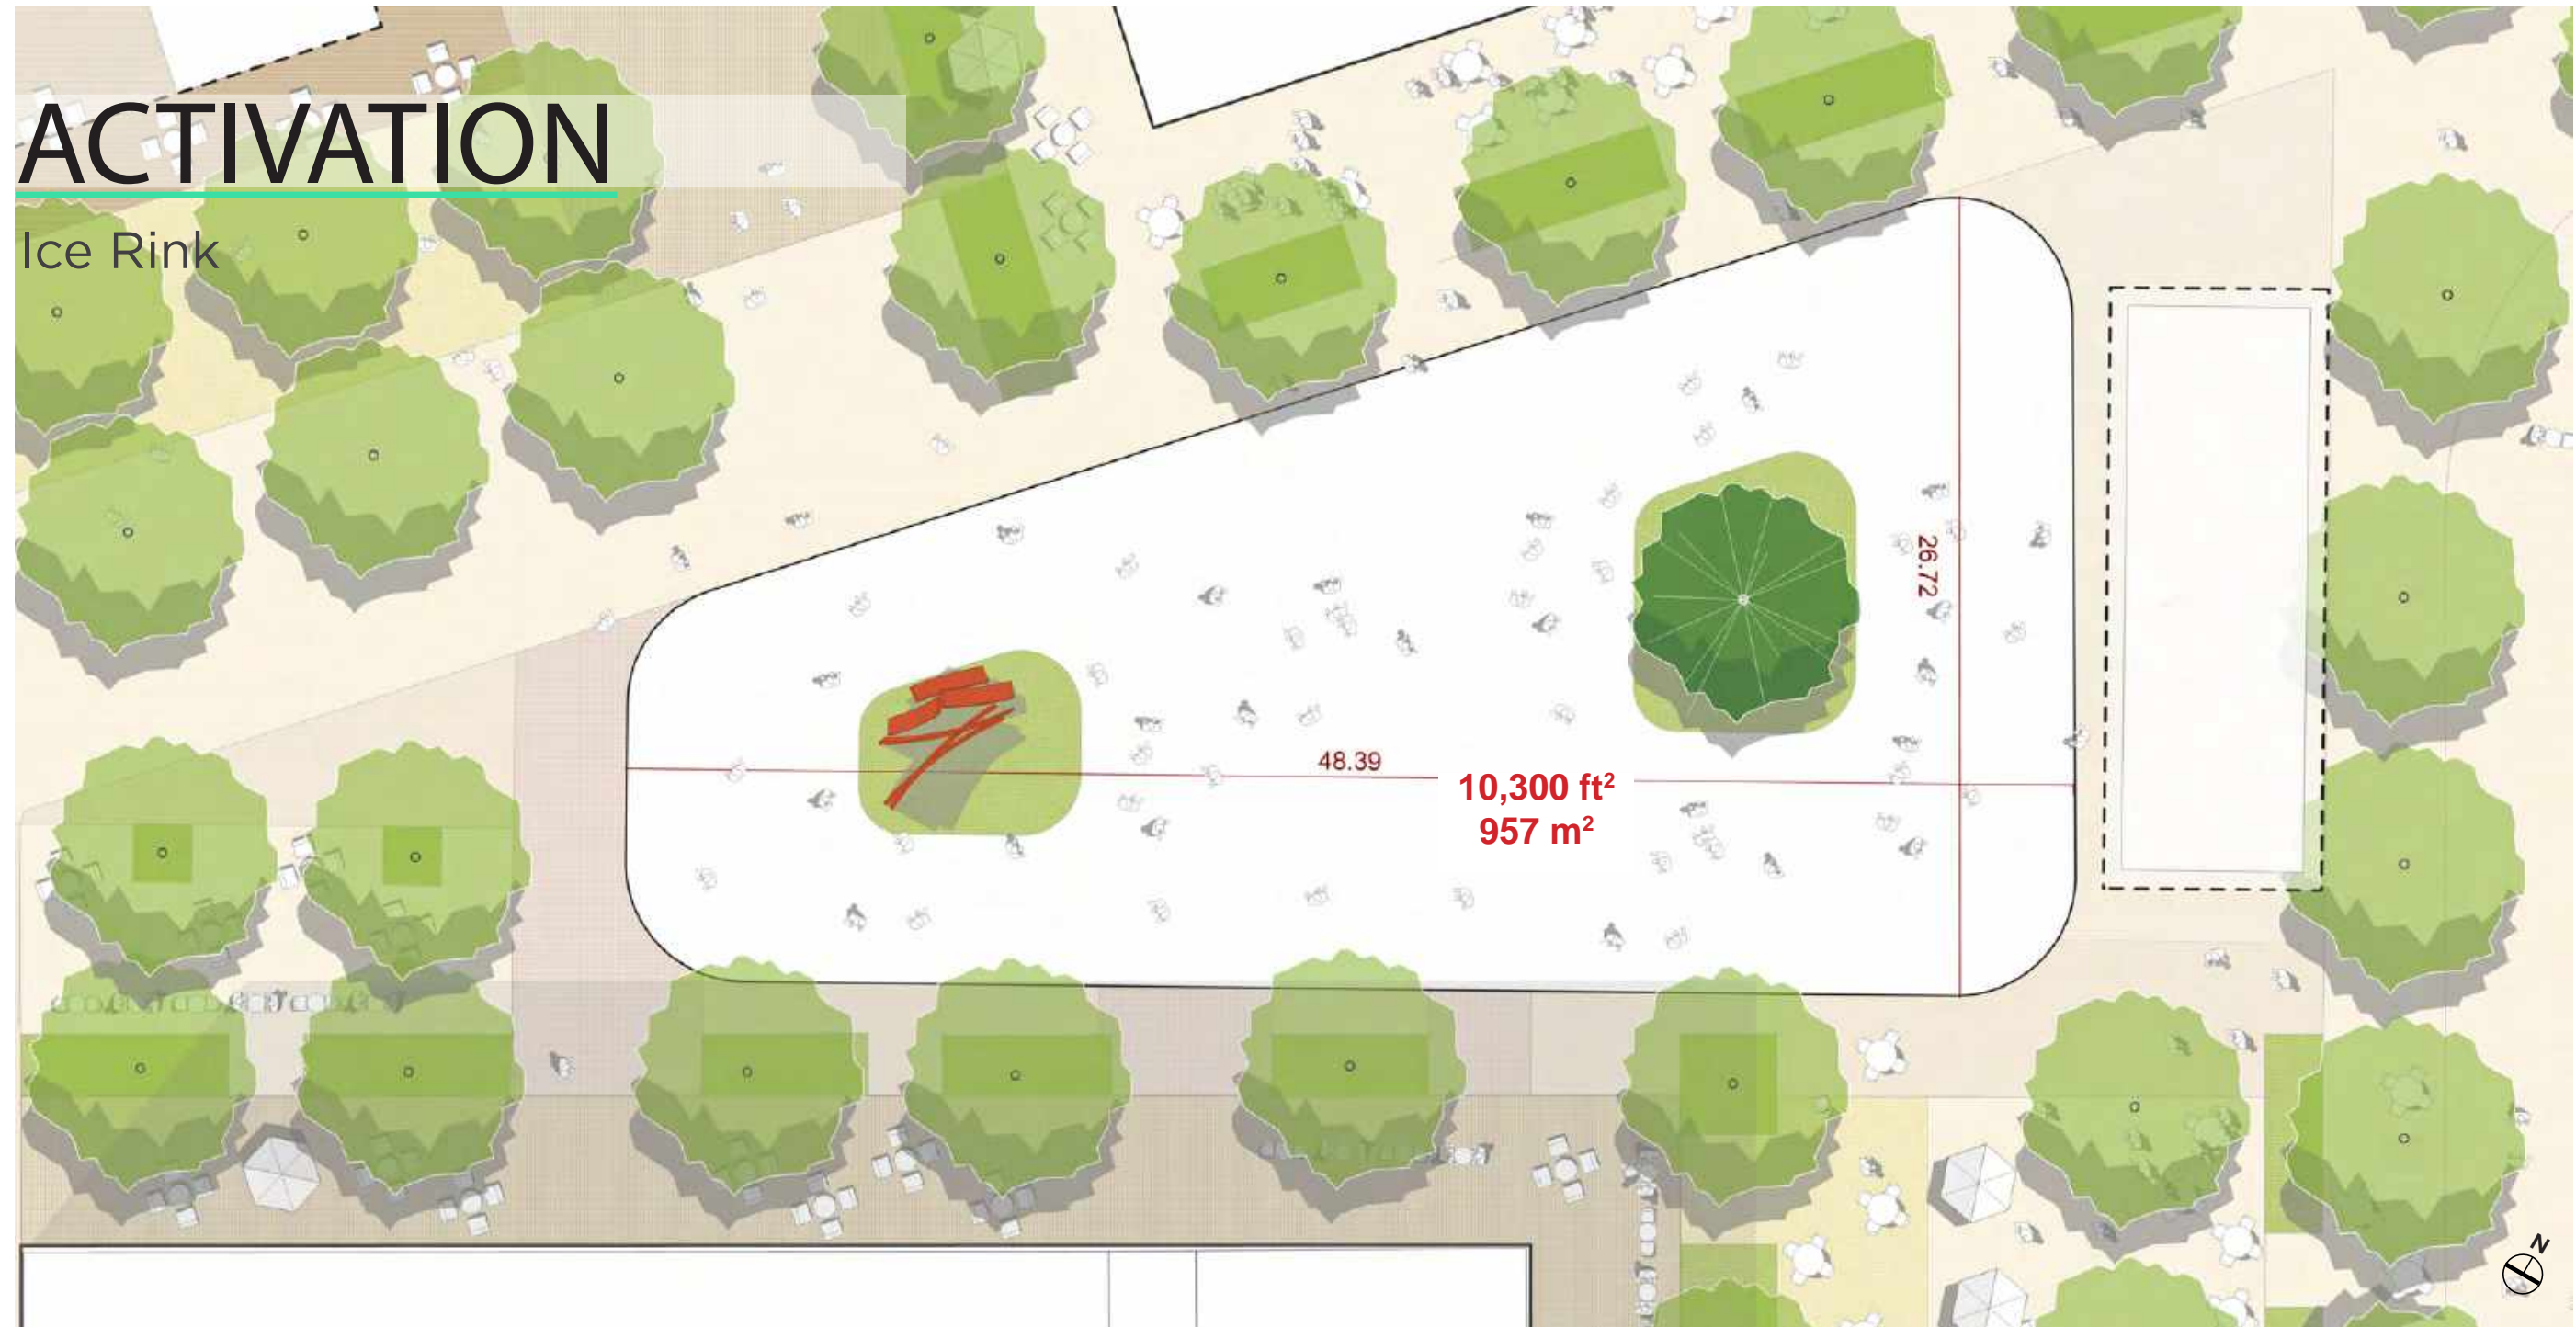 ACTIVATION
Ice Rink
26.72
48.39
10,300 ft²
957 m²
N